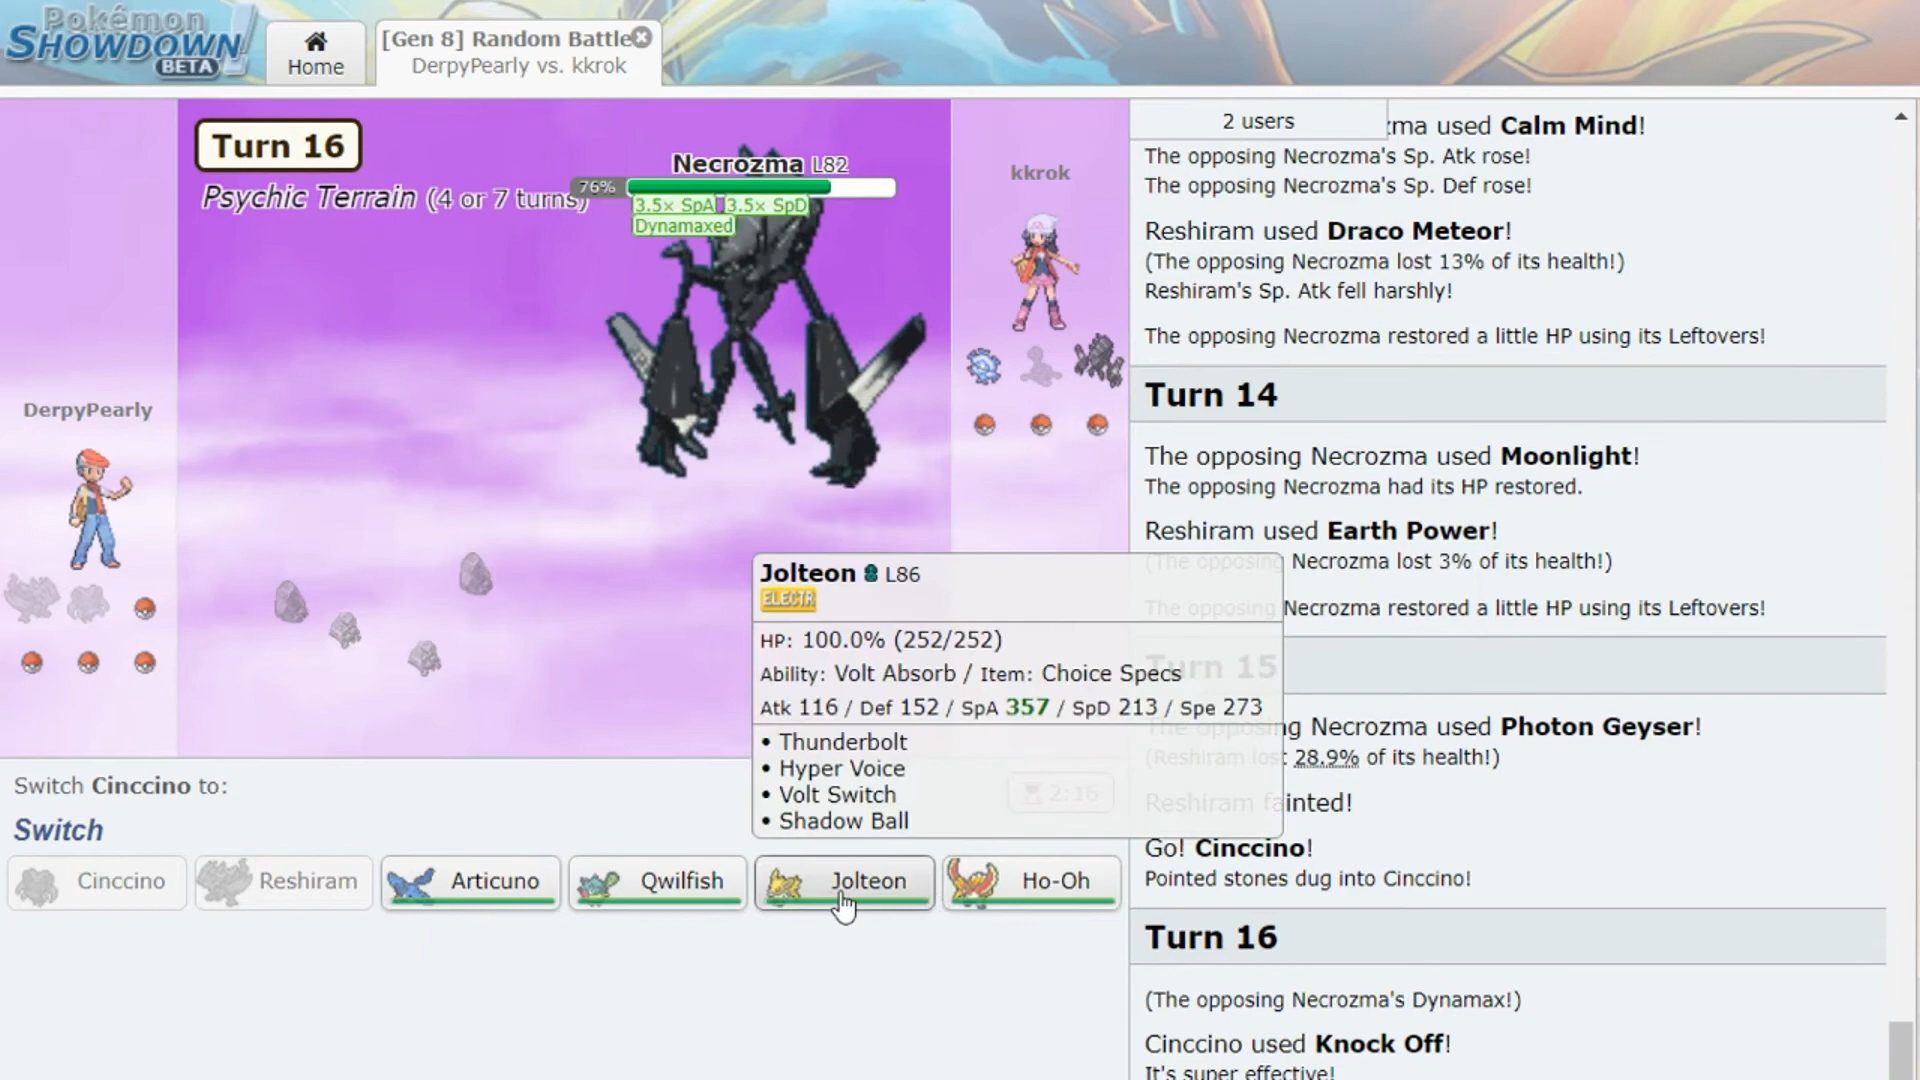 Pokémon
SHOWDOWN!
BETA
Home
[Gen 8] Random Battle
DerpyPearly vs. kkrok
Turn 16
Psychic Terrain (4 or 7 turns)
Necrozma L82
76%
3.5× SpA 3.5× SpD
Dynamaxed
kkrok
DerpyPearly
Jolteon L86
ELECTR
HP: 100.0% (252/252)
Ability: Volt Absorb / Item: Choice Specs
Atk 116 / Def 152 / SpA 357 / SpD 213 / Spe 273
• Thunderbolt
• Hyper Voice
• Volt Switch
• Shadow Ball
2:16
Switch Cinccino to:
Switch
Cinccino
Reshiram
Articuno
Qwilfish
Jolteon
Ho-Oh
2 users
zma used Calm Mind!
The opposing Necrozma's Sp. Atk rose!
The opposing Necrozma's Sp. Def rose!
Reshiram used Draco Meteor!
(The opposing Necrozma lost 13% of its health!)
Reshiram's Sp. Atk fell harshly!
The opposing Necrozma restored a little HP using its Leftovers!
Turn 14
The opposing Necrozma used Moonlight!
The opposing Necrozma had its HP restored.
Reshiram used Earth Power!
(The opposing Necrozma lost 3% of its health!)
The opposing Necrozma restored a little HP using its Leftovers!
Turn 15
The opposing Necrozma used Photon Geyser!
(Reshiram lost 28.9% of its health!)
Reshiram fainted!
Go! Cinccino!
Pointed stones dug into Cinccino!
Turn 16
(The opposing Necrozma's Dynamax!)
Cinccino used Knock Off!
It's super effective!